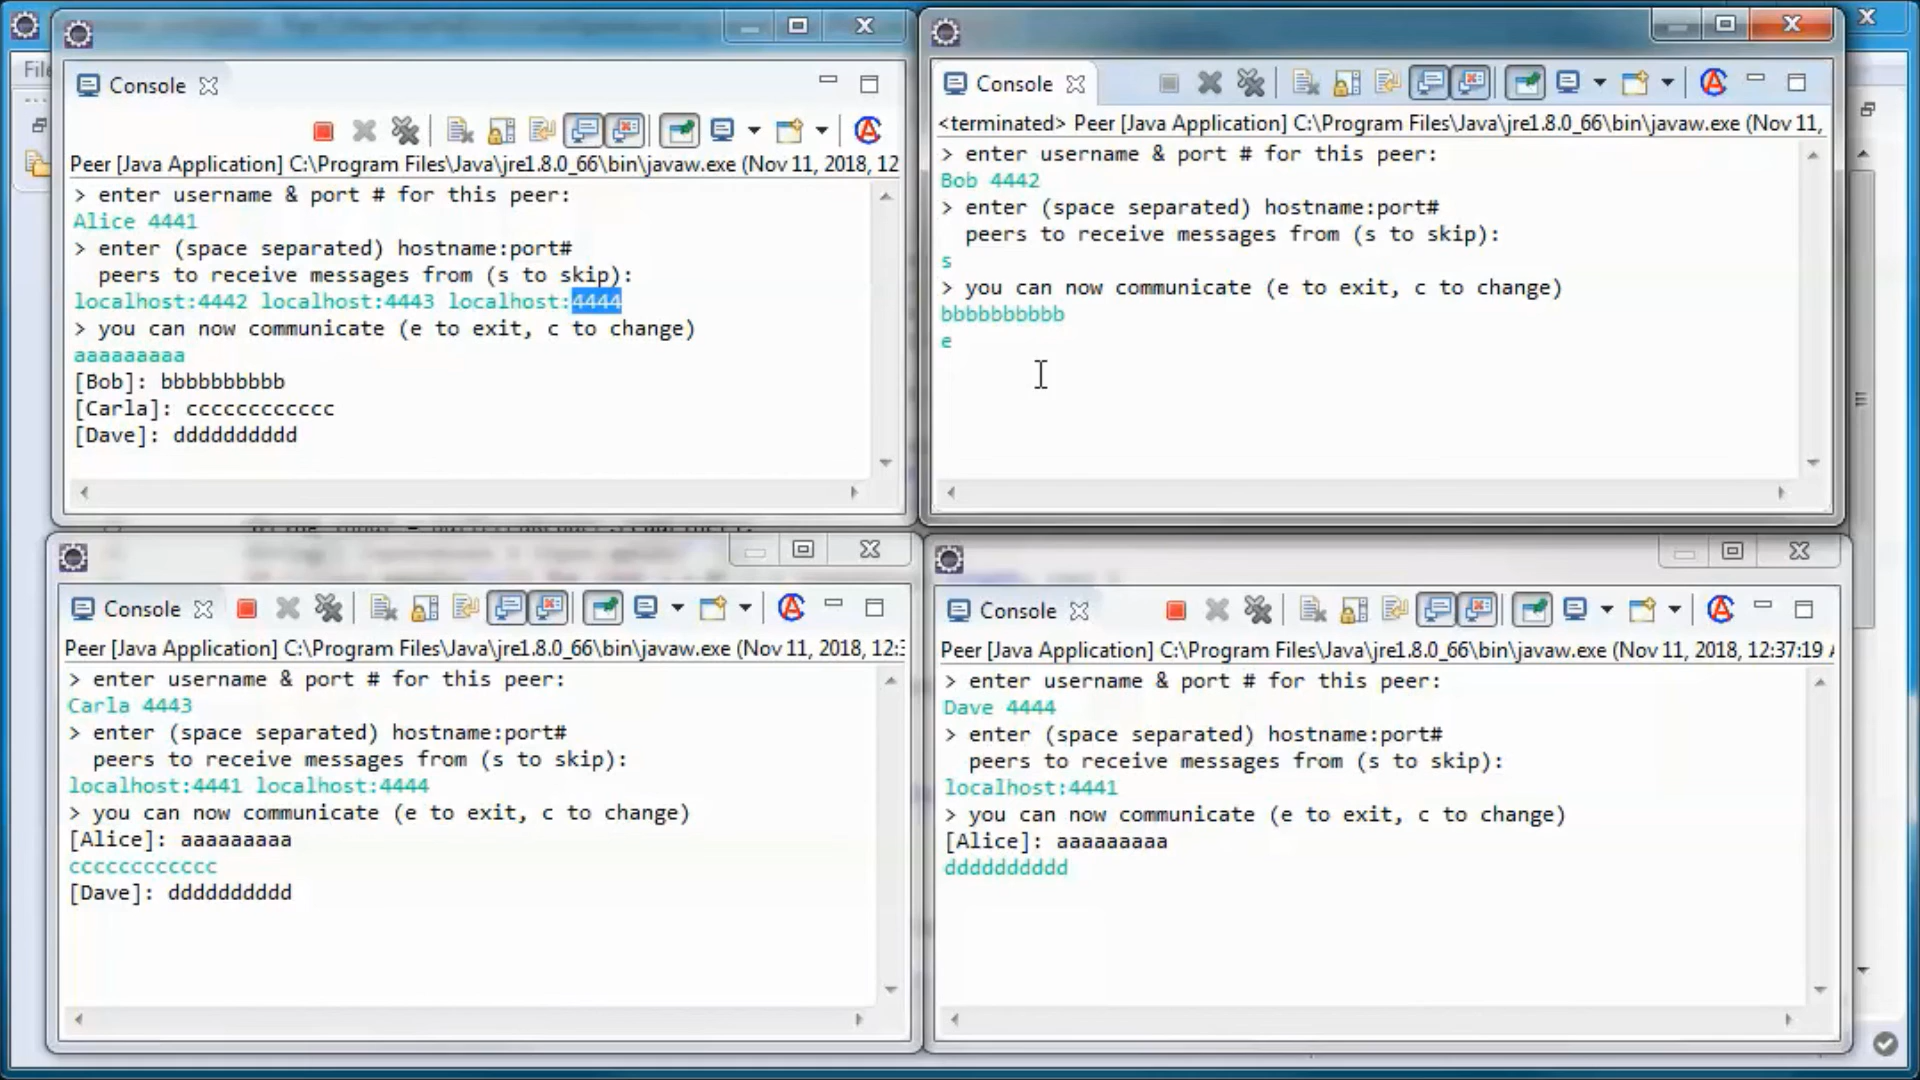 File
Console
Peer [Java Application] C:\Program Files\Java\jre1.8.0_66\bin\javaw.exe (Nov 11, 2018, 12
> enter username & port # for this peer:
Alice 4441
> enter (space separated) hostname:port#
peers to receive messages from (s to skip):
localhost:4442 localhost:4443 localhost:4444
> you can now communicate (e to exit, c to change)
aaaaaaaaa
[Bob]: bbbbbbbbbb
[Carla]: cccccccccccc
[Dave]: dddddddddd
Console
<terminated> Peer [Java Application] C:\Program Files\Java\jre1.8.0_66\bin\javaw.exe (Nov 11,
> enter username & port # for this peer:
Bob 4442
> enter (space separated) hostname:port#
peers to receive messages from (s to skip):
s
> you can now communicate (e to exit, c to change)
bbbbbbbbbb
e
Console
Peer [Java Application] C:\Program Files\Java\jre1.8.0_66\bin\javaw.exe (Nov 11, 2018, 12:3
> enter username & port # for this peer:
Carla 4443
> enter (space separated) hostname:port#
peers to receive messages from (s to skip):
localhost:4441 localhost:4444
> you can now communicate (e to exit, c to change)
[Alice]: aaaaaaaaa
cccccccccccc
[Dave]: dddddddddd
Console
Peer [Java Application] C:\Program Files\Java\jre1.8.0_66\bin\javaw.exe (Nov 11, 2018, 12:37:19 A
> enter username & port # for this peer:
Dave 4444
> enter (space separated) hostname:port#
peers to receive messages from (s to skip):
localhost:4441
> you can now communicate (e to exit, c to change)
[Alice]: aaaaaaaaa
dddddddddd